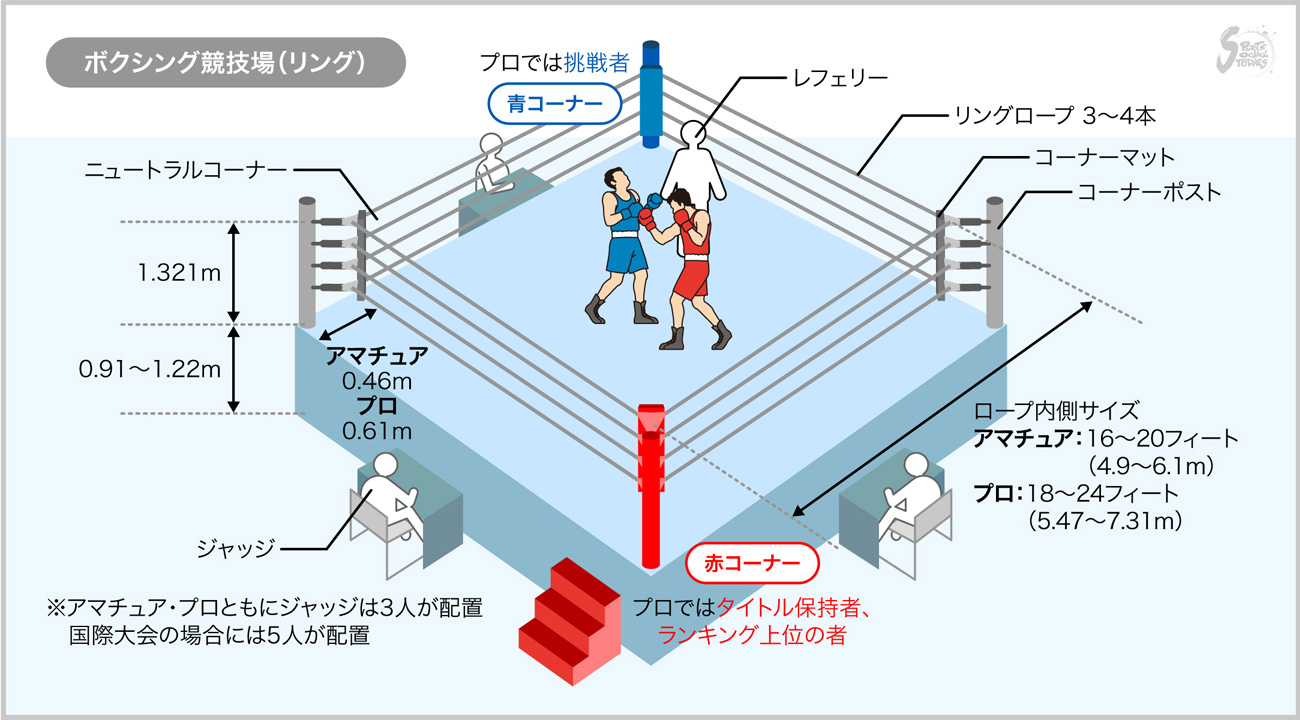 ボクシング競技場(リング)
SPORTS SOCIAL STUDIES
プロでは挑戦者
青コーナー
レフェリー
リングロープ 3〜4本
コーナーマット
コーナーポスト
ニュートラルコーナー
1.321m
0.91〜1.22m
アマチュア
0.46m
プロ
0.61m
ロープ内側サイズ
アマチュア：16〜20フィート
(4.9〜6.1m)
プロ：18〜24フィート
(5.47〜7.31m)
ジャッジ
赤コーナー
プロではタイトル保持者、
ランキング上位の者
※アマチュア・プロともにジャッジは3人が配置
国際大会の場合には5人が配置